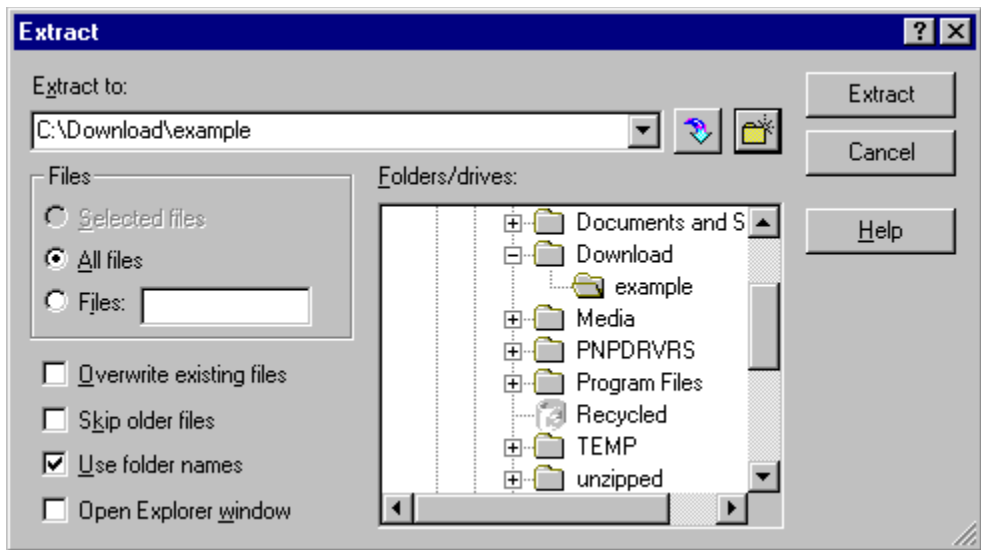 Extract
Extract to:
C:\Download\example
Extract
Cancel
Help
Files
Selected files
All files
Files:
Overwrite existing files
Skip older files
Use folder names
Open Explorer window
Folders/drives:
Documents and S
Download
example
Media
PNPDRVRS
Program Files
Recycled
TEMP
unzipped